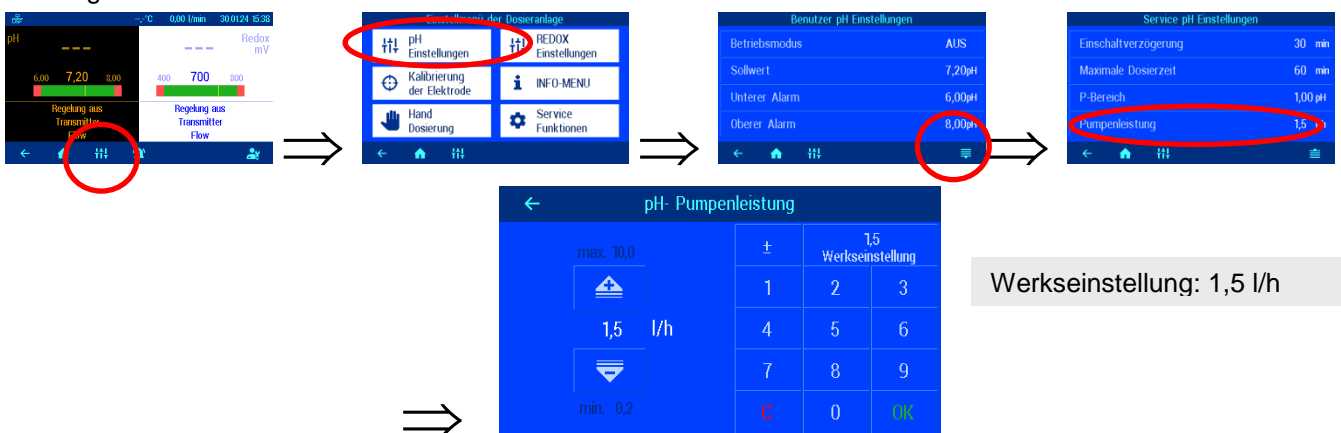 --,-°C 0,00 l/min 30.01.24 15:38
pH
---
6,00 7,20 8,00
Regelung aus
Transmitter
Flow
Redox
mV
---
400 700 800
Regelung aus
Transmitter
Flow
Einstellmenü der Dosieranlage
pH
Einstellungen
REDOX
Einstellungen
Kalibrierung
der Elektrode
INFO-MENU
Hand
Dosierung
Service
Funktionen
Benutzer pH Einstellungen
Betriebsmodus AUS
Sollwert 7,20pH
Unterer Alarm 6,00pH
Oberer Alarm 8,00pH
Service pH Einstellungen
Einschaltverzögerung 30 min
Maximale Dosierzeit 60 min
P-Bereich 1,00 pH
Pumpenleistung 1,5 l/h
pH- Pumpenleistung
max. 10,0
1,5 l/h
min. 0,2
± 1,5
Werkseinstellung
1 2 3
4 5 6
7 8 9
C 0 OK
Werkseinstellung: 1,5 l/h